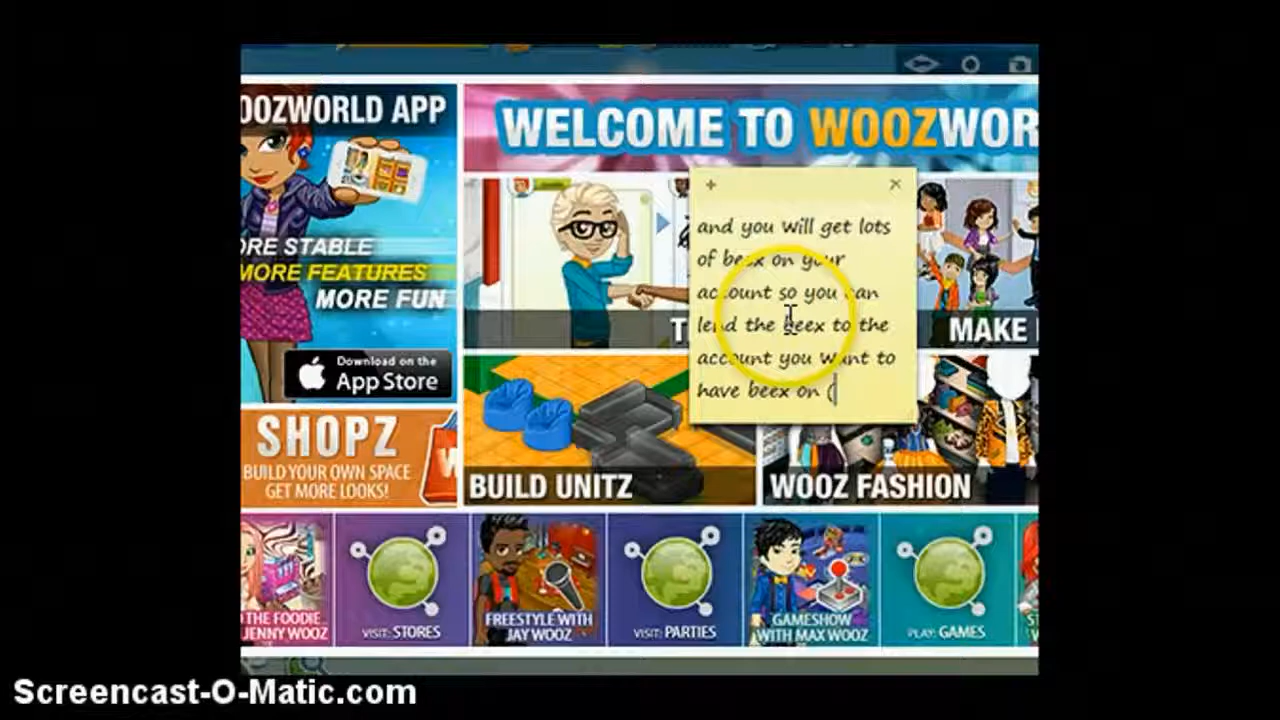 OOZWORLD APP
WELCOME TO WOOZWOR
ORE STABLE
MORE FEATURES
MORE FUN
Download on the
App Store
and you will get lots
of beex on your
account so you can
lend the beex to the
account you want to
have beex on (
T
MAKE
SHOPZ
BUILD YOUR OWN SPACE
GET MORE LOOKS!
BUILD UNITZ
WOOZ FASHION
THE FOODIE
JENNY WOOZ
VISIT: STORES
FREESTYLE WITH
JAY WOOZ
VISIT: PARTIES
GAMESHOW
WITH MAX WOOZ
PLAY: GAMES
Screencast-O-Matic.com